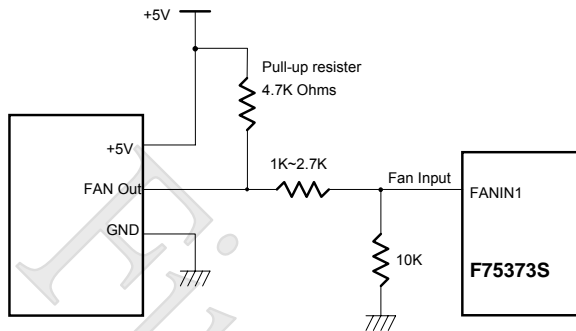 +5V
Pull-up resister
4.7K Ohms
+5V
1K~2.7K
FAN Out
Fan Input
FANIN1
GND
10K
F75373S